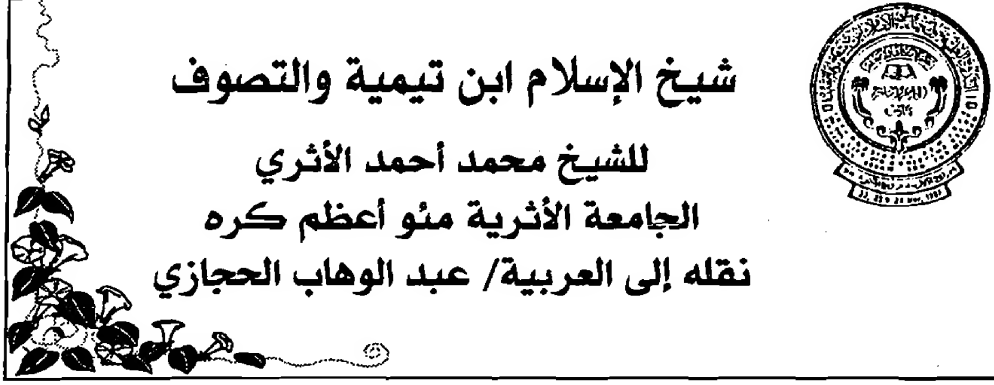 شيخ الإسلام ابن تيمية والتصوف
للشيخ محمد أحمد الأثري
الجامعة الأثرية مئو أعظم كره
نقله إلى العربية/ عبد الوهاب الحجازي